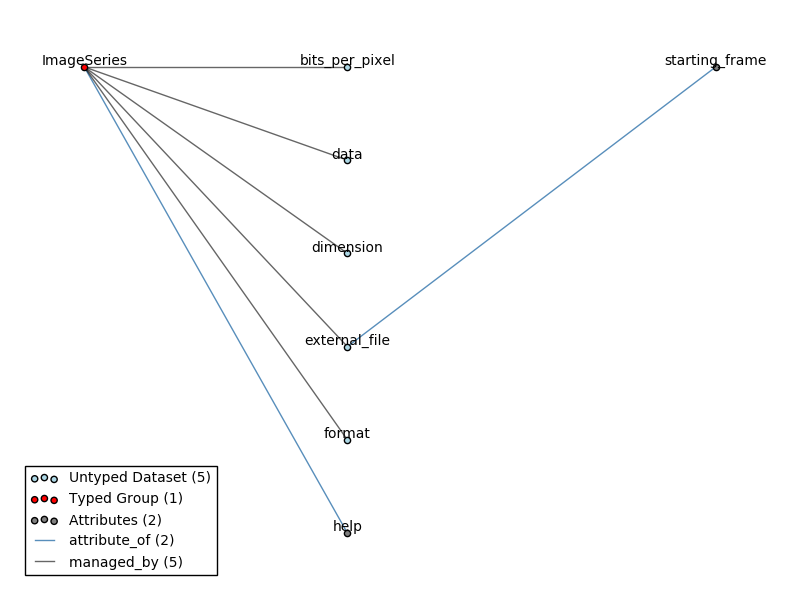 ImageSeries
bits_per_pixel
starting_frame
data
dimension
external_file
format
help
Untyped Dataset (5)
Typed Group (1)
Attributes (2)
attribute_of (2)
managed_by (5)